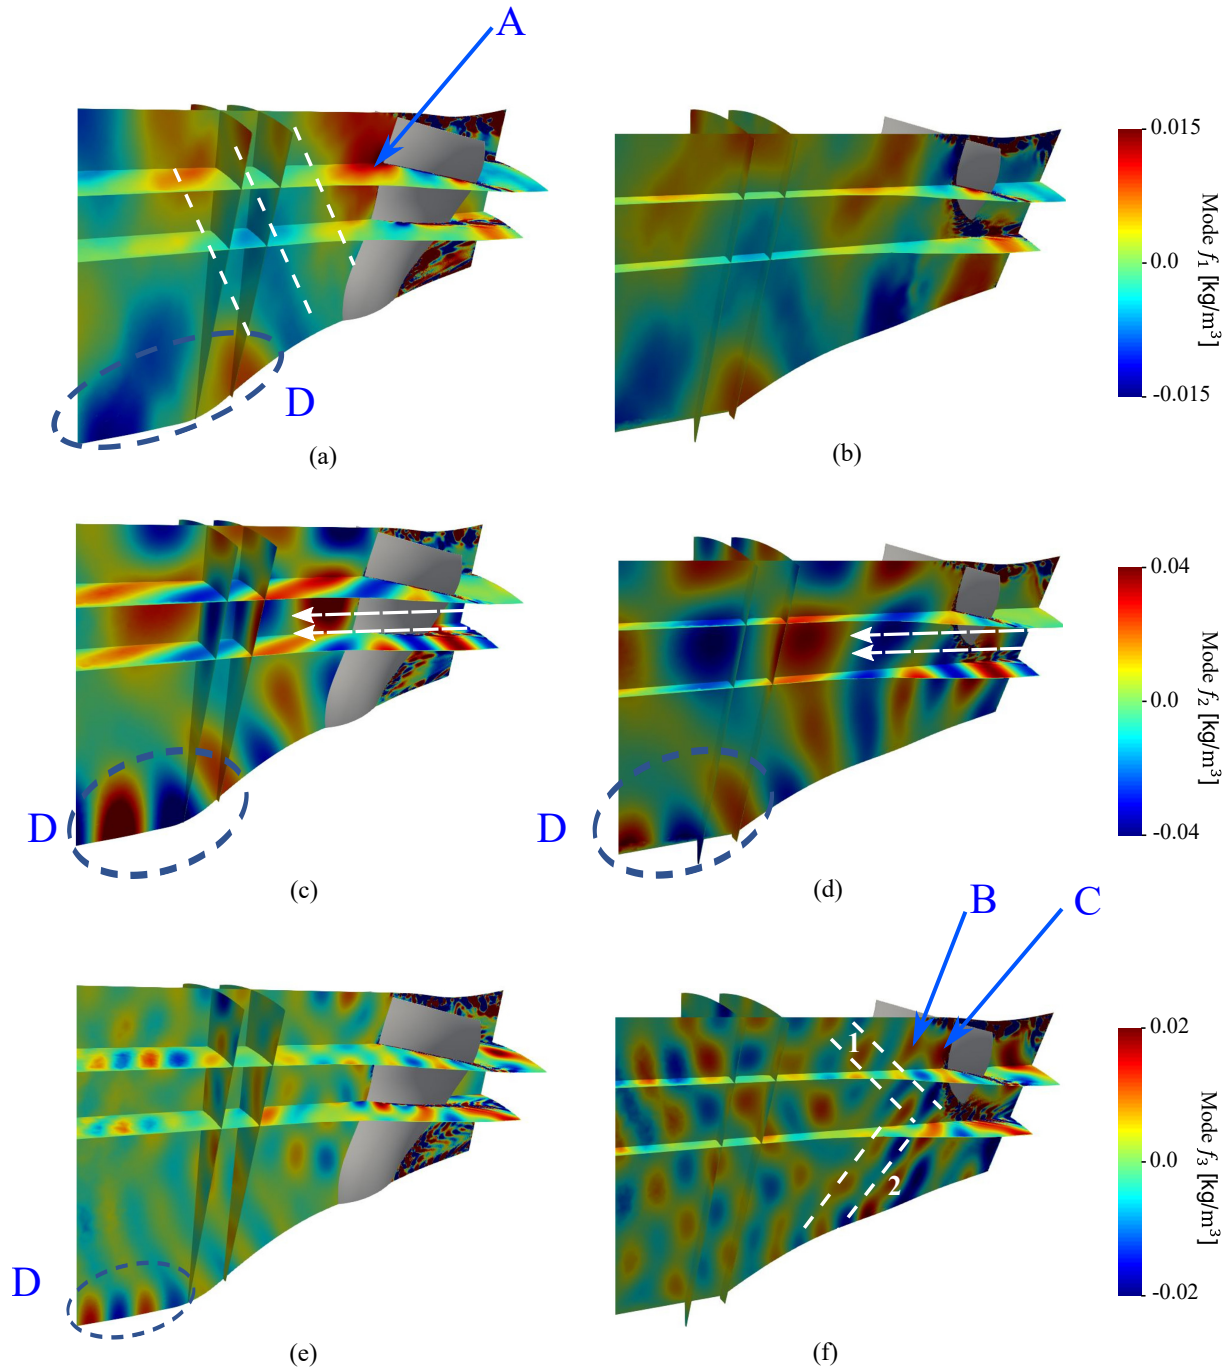 A
D
(a)
(b)
0.015
0.0
-0.015
Mode f₁ [kg/m³]
D
(c)
D
(d)
0.04
0.0
-0.04
Mode f₂ [kg/m³]
B
C
1
2
D
(e)
(f)
0.02
0.0
-0.02
Mode f₃ [kg/m³]